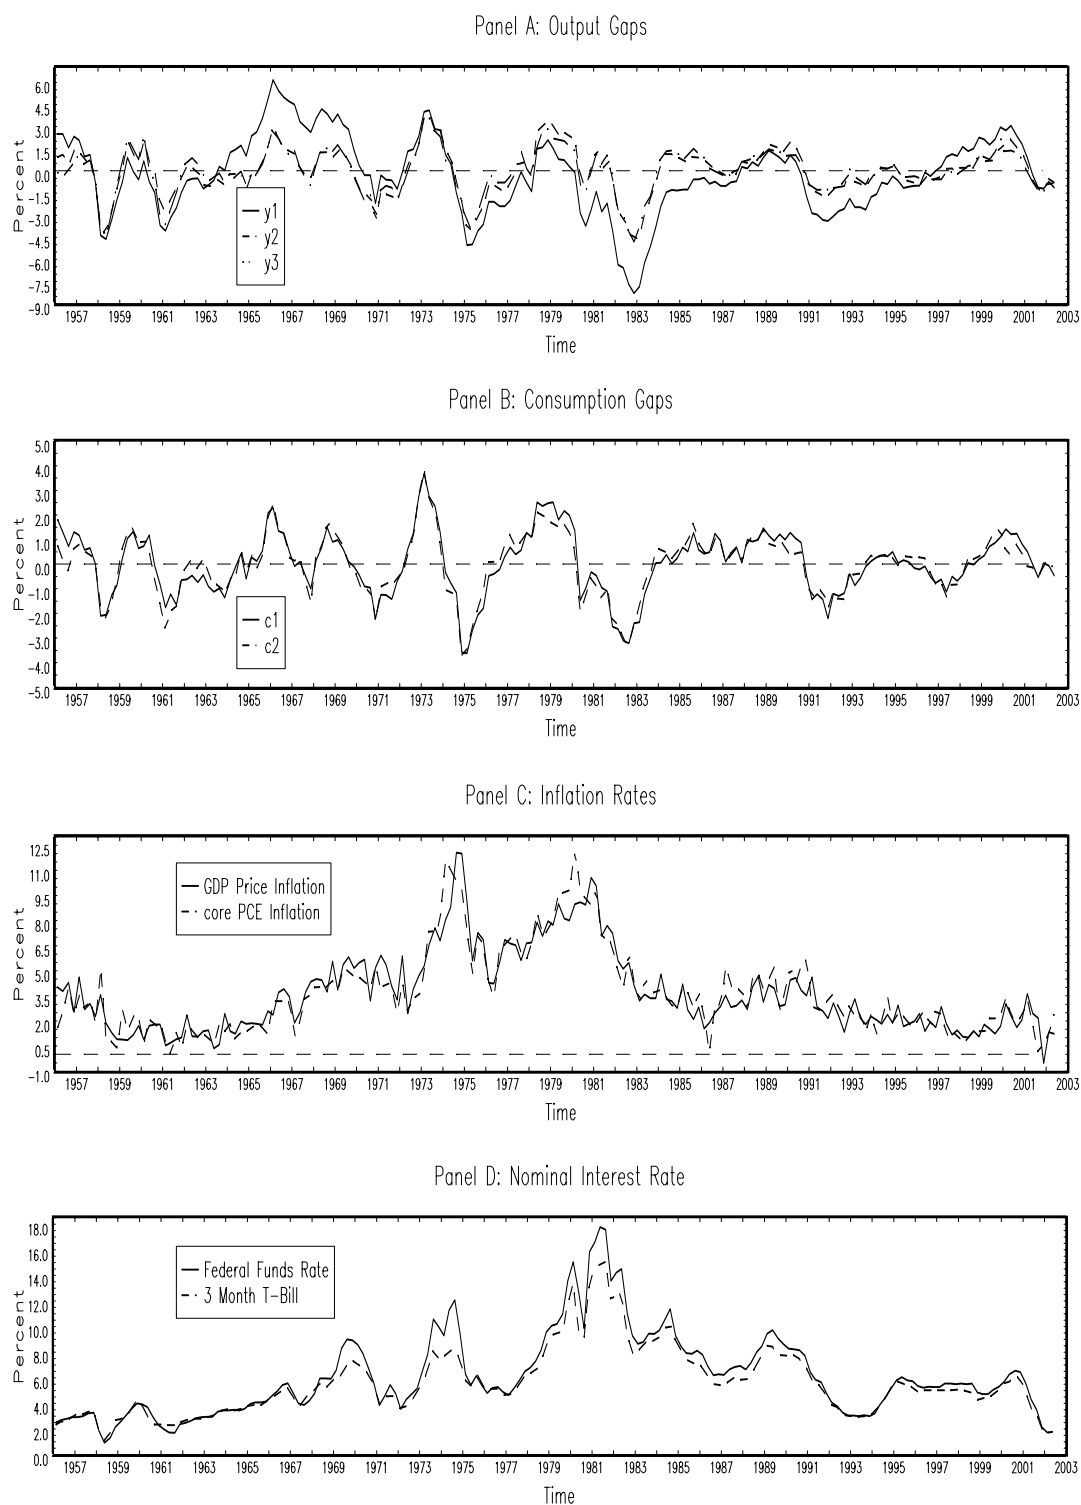 Panel A: Output Gaps
Percent
6.0
4.5
3.0
1.5
0.0
-1.5
-3.0
-4.5
-6.0
-7.5
-9.0
y1
y2
y3
1957 1959 1961 1963 1965 1967 1969 1971 1973 1975 1977 1979 1981 1983 1985 1987 1989 1991 1993 1995 1997 1999 2001 2003
Time
Panel B: Consumption Gaps
Percent
5.0
4.0
3.0
2.0
1.0
0.0
-1.0
-2.0
-3.0
-4.0
-5.0
c1
c2
1957 1959 1961 1963 1965 1967 1969 1971 1973 1975 1977 1979 1981 1983 1985 1987 1989 1991 1993 1995 1997 1999 2001 2003
Time
Panel C: Inflation Rates
Percent
12.5
11.0
9.5
8.0
6.5
5.0
3.5
2.0
0.5
-1.0
GDP Price Inflation
core PCE Inflation
1957 1959 1961 1963 1965 1967 1969 1971 1973 1975 1977 1979 1981 1983 1985 1987 1989 1991 1993 1995 1997 1999 2001 2003
Time
Panel D: Nominal Interest Rate
Percent
18.0
16.0
14.0
12.0
10.0
8.0
6.0
4.0
2.0
0.0
Federal Funds Rate
3 Month T-Bill
1957 1959 1961 1963 1965 1967 1969 1971 1973 1975 1977 1979 1981 1983 1985 1987 1989 1991 1993 1995 1997 1999 2001 2003
Time